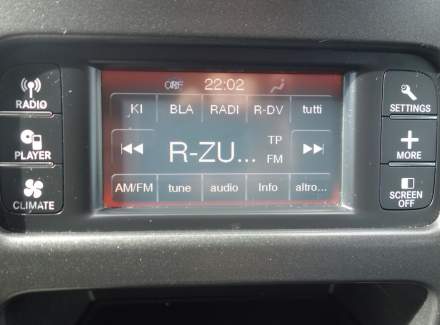 OFF 22:02
RADIO
KI BLA RADI R-DV tutti
SETTINGS
PLAYER
R-ZU... TP
FM
MORE
AM/FM tune audio Info altro...
CLIMATE
SCREEN
OFF